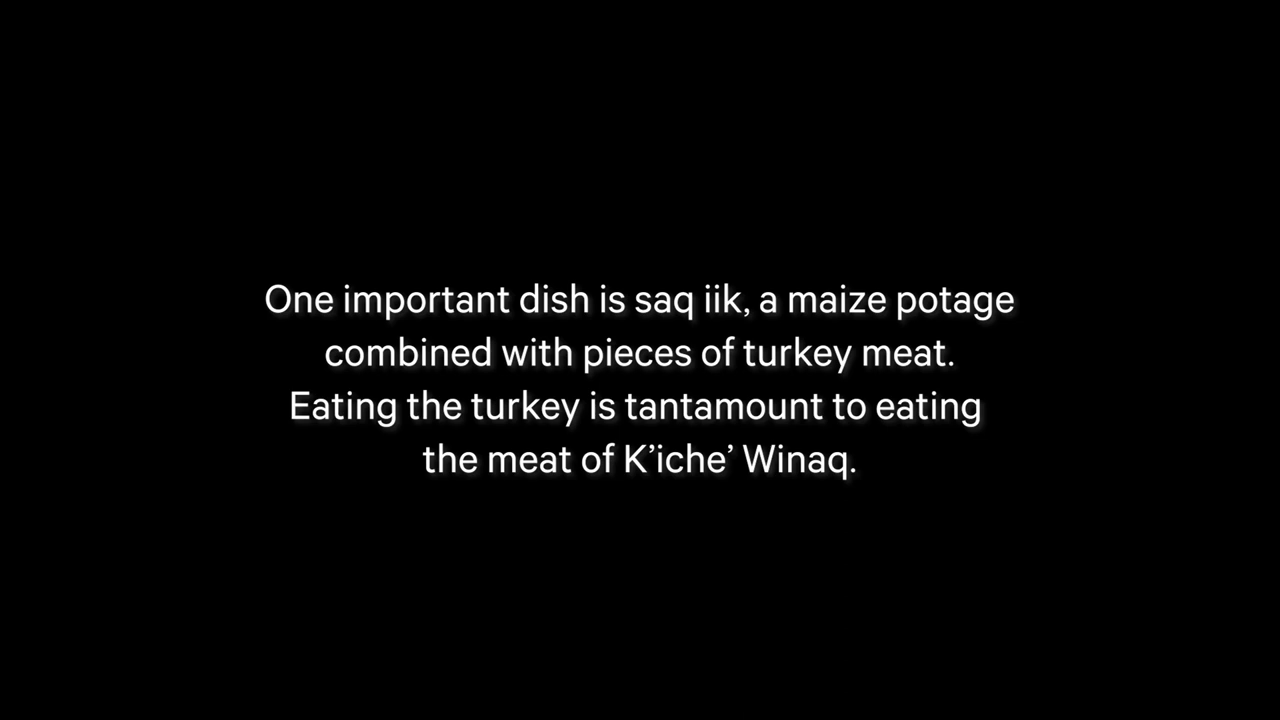 One important dish is saq iik, a maize potage
combined with pieces of turkey meat.
Eating the turkey is tantamount to eating
the meat of K’iche’ Winaq.